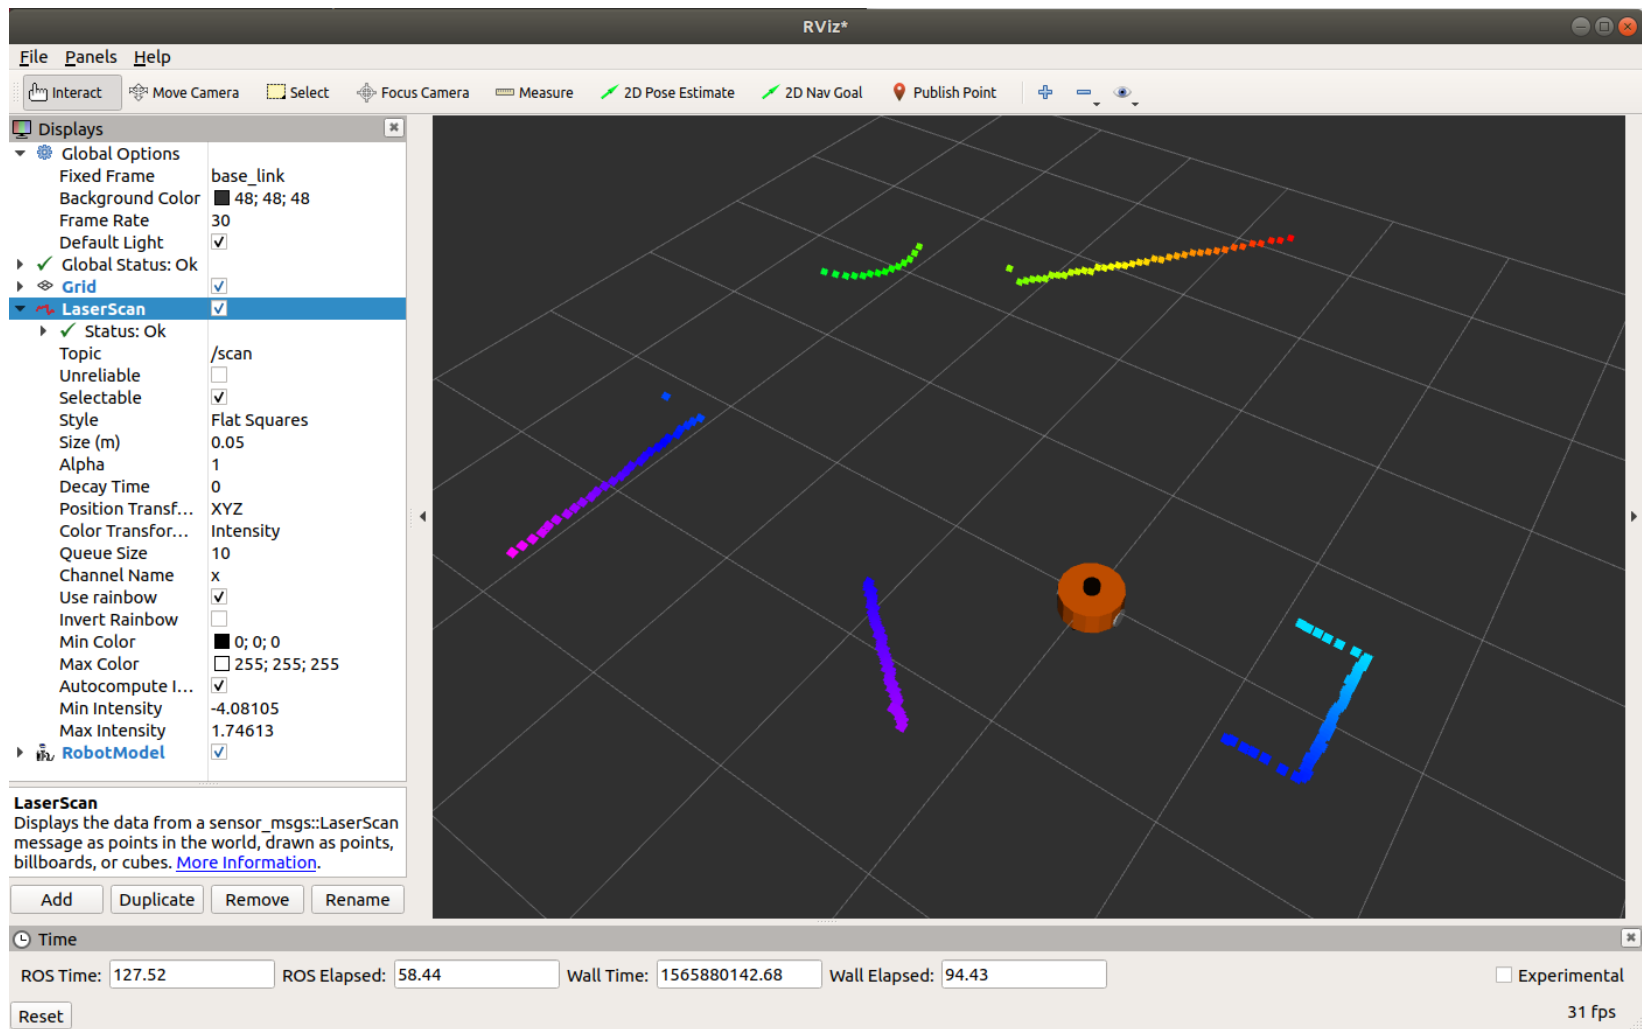 RViz*
File Panels Help
Interact Move Camera Select Focus Camera Measure 2D Pose Estimate 2D Nav Goal Publish Point
Displays
Global Options
Fixed Frame base_link
Background Color 48; 48; 48
Frame Rate 30
Default Light
Global Status: Ok
Grid
LaserScan
Status: Ok
Topic /scan
Unreliable
Selectable
Style Flat Squares
Size (m) 0.05
Alpha 1
Decay Time 0
Position Transf... XYZ
Color Transfor... Intensity
Queue Size 10
Channel Name x
Use rainbow
Invert Rainbow
Min Color 0; 0; 0
Max Color 255; 255; 255
Autocompute I...
Min Intensity -4.08105
Max Intensity 1.74613
RobotModel
LaserScan
Displays the data from a sensor_msgs::LaserScan
message as points in the world, drawn as points,
billboards, or cubes. More Information.
Add Duplicate Remove Rename
Time
ROS Time: 127.52 ROS Elapsed: 58.44 Wall Time: 1565880142.68 Wall Elapsed: 94.43 Experimental
Reset 31 fps